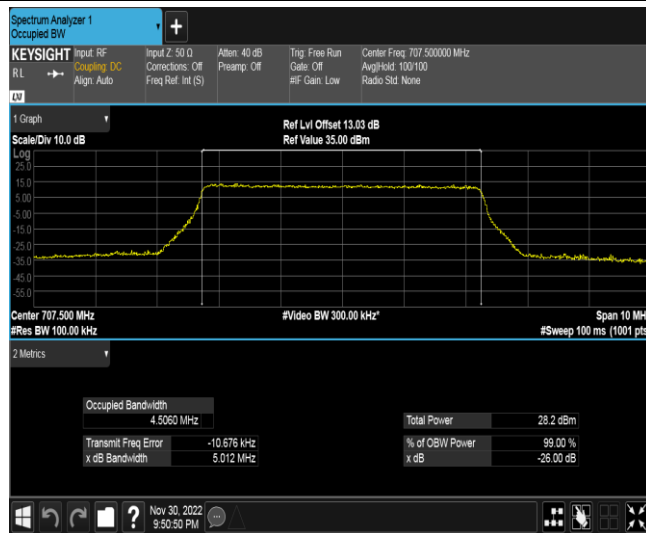 Spectrum Analyzer 1
Occupied BW
+
KEYSIGHT
RL
Input: RF
Coupling: DC
Align: Auto
Input Z: 50 Ω
Corrections: Off
Freq Ref: Int (S)
Atten: 40 dB
Preamp: Off
Trig: Free Run
Gate: Off
#IF Gain: Low
Center Freq: 707.500000 MHz
Avg|Hold: 100/100
Radio Std: None
LXI
1 Graph
Scale/Div 10.0 dB
Ref Lvl Offset 13.03 dB
Ref Value 35.00 dBm
Log
25.0
15.0
5.00
-5.00
-15.0
-25.0
-35.0
-45.0
-55.0
Center 707.500 MHz
#Video BW 300.00 kHz*
Span 10 MH
#Res BW 100.00 kHz
#Sweep 100 ms (1001 pts
2 Metrics
Occupied Bandwidth
4.5060 MHz
Total Power 28.2 dBm
Transmit Freq Error -10.676 kHz
% of OBW Power 99.00 %
x dB Bandwidth 5.012 MHz
x dB -26.00 dB
?
Nov 30, 2022
9:50:50 PM